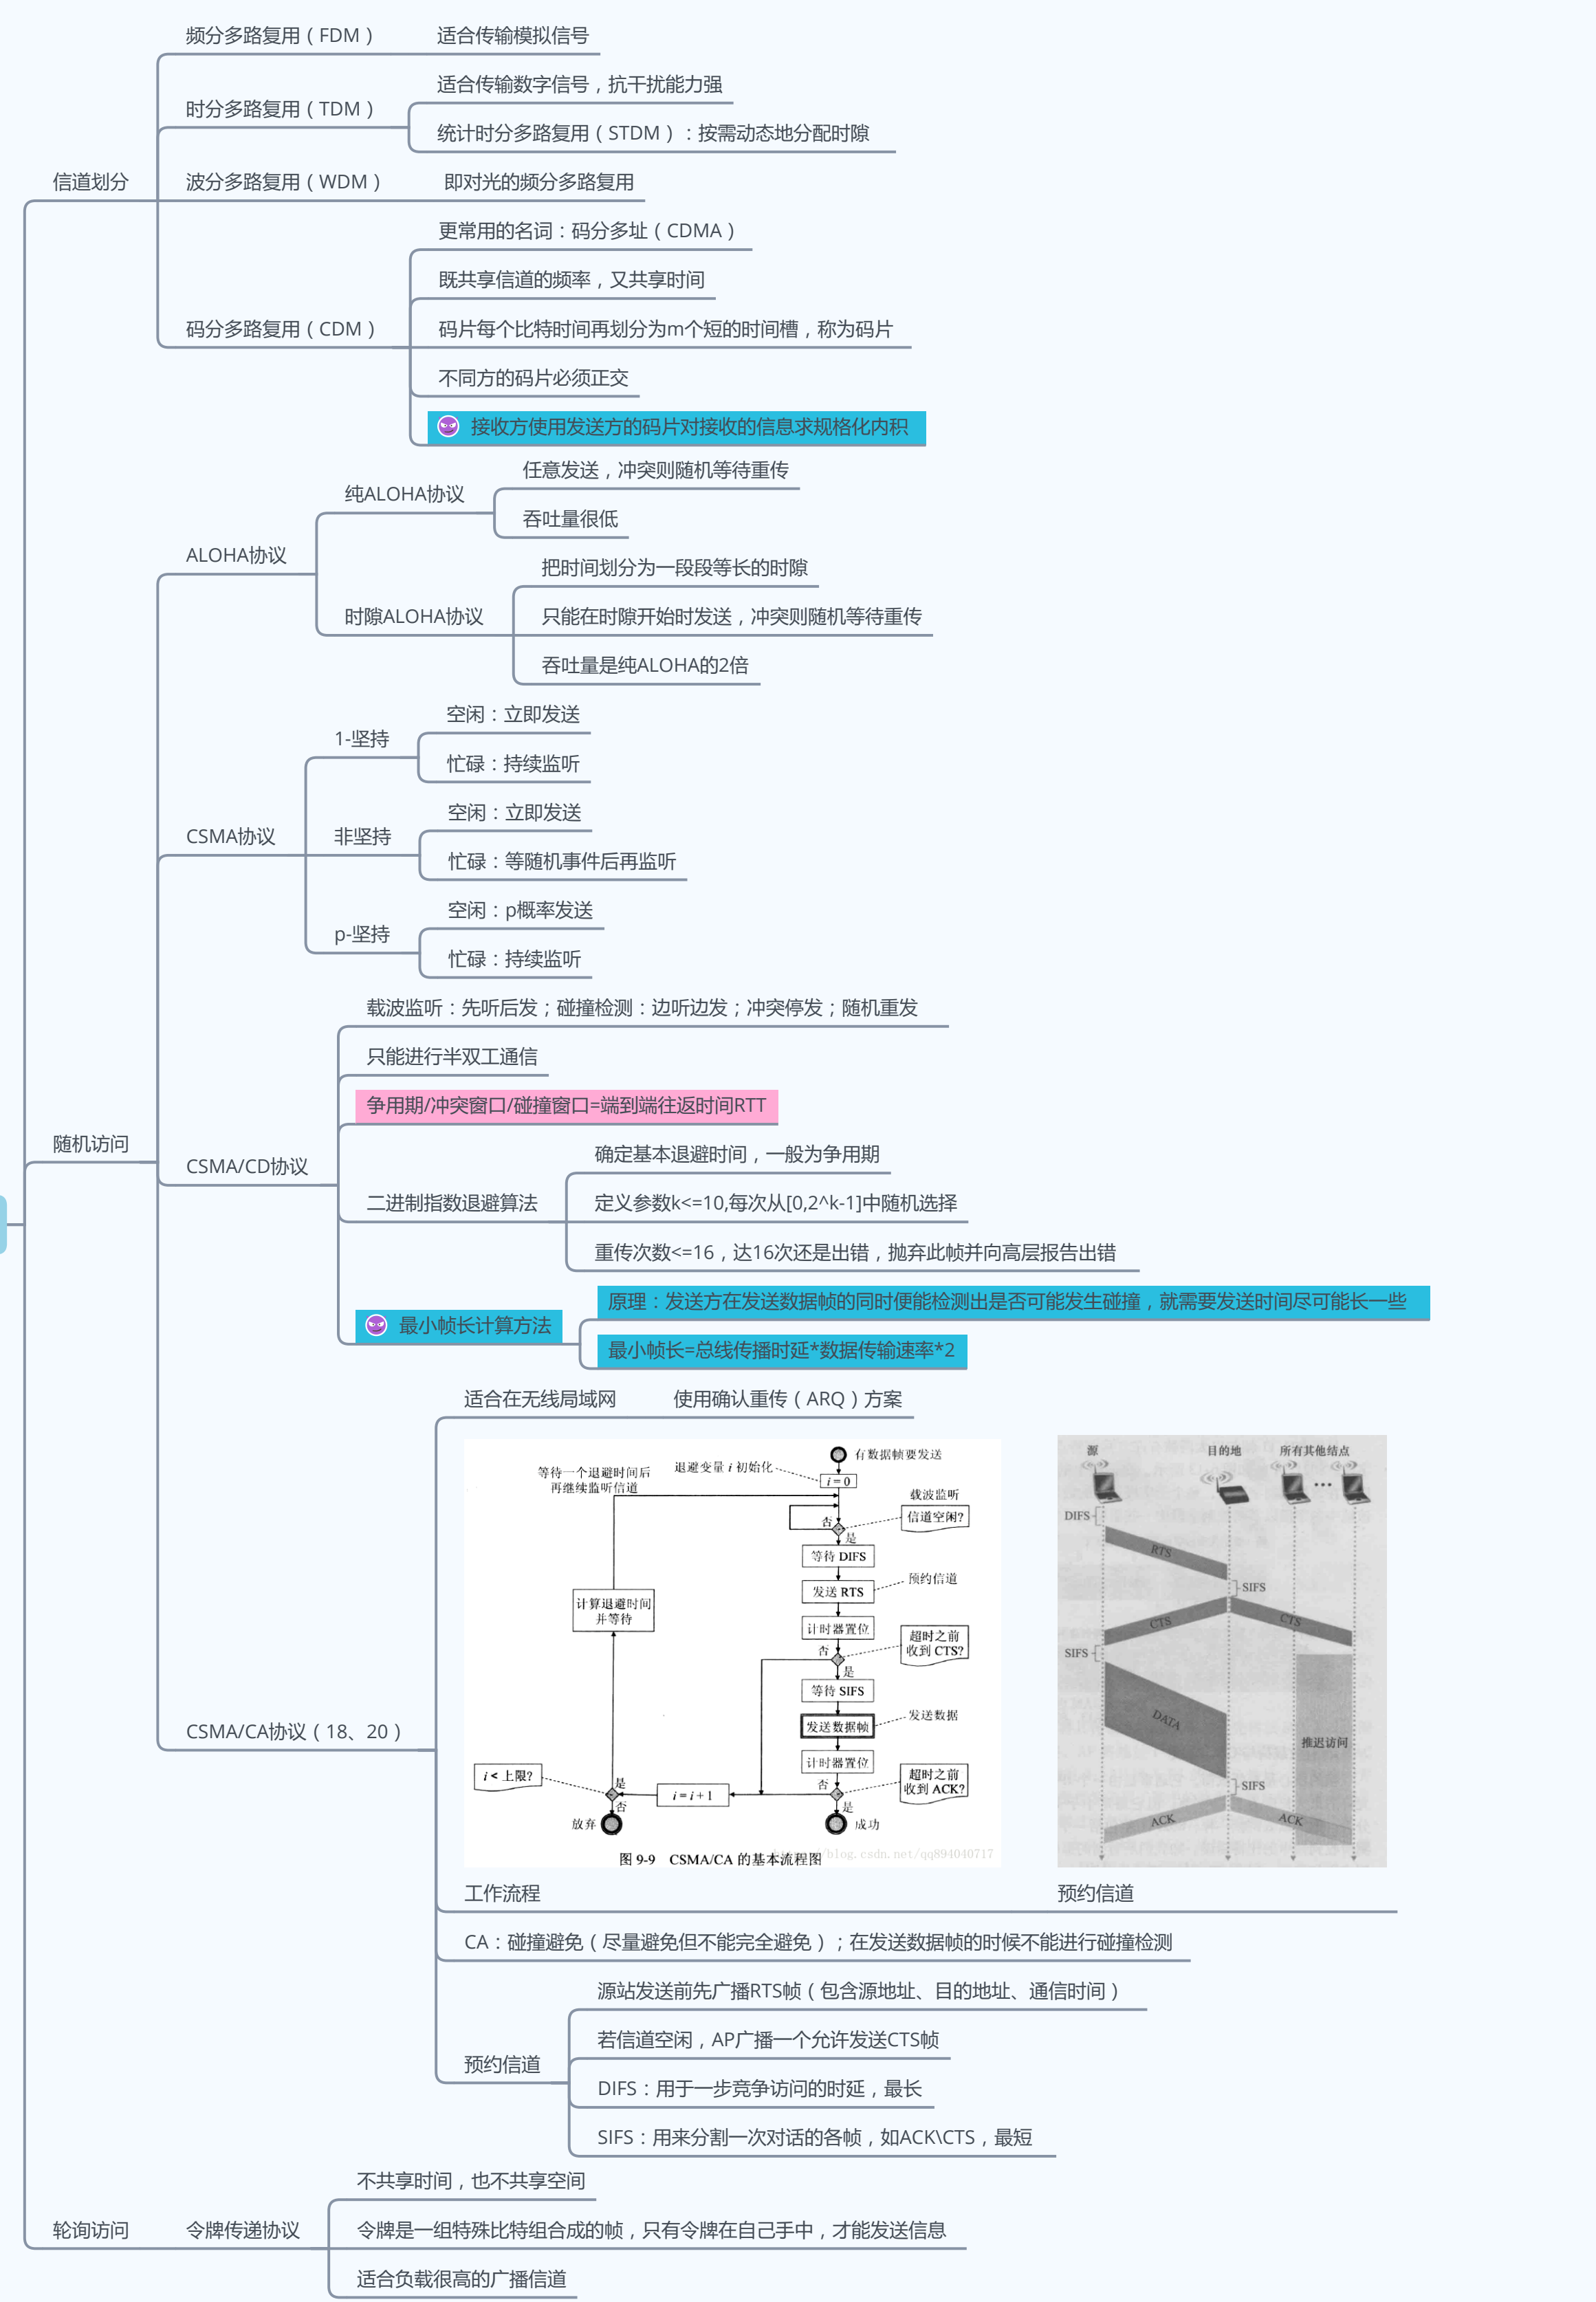 频分多路复用（FDM） 适合传输模拟信号
时分多路复用（TDM）
适合传输数字信号，抗干扰能力强
统计时分多路复用（STDM）：按需动态地分配时隙
信道划分
波分多路复用（WDM） 即对光的频分多路复用
码分多路复用（CDM）
更常用的名词：码分多址（CDMA）
既共享信道的频率，又共享时间
码片每个比特时间再划分为m个短的时间槽，称为码片
不同方的码片必须正交
接收方使用发送方的码片对接收的信息求规格化内积
随机访问
ALOHA协议
纯ALOHA协议
任意发送，冲突则随机等待重传
吞吐量很低
时隙ALOHA协议
把时间划分为一段段等长的时隙
只能在时隙开始时发送，冲突则随机等待重传
吞吐量是纯ALOHA的2倍
CSMA协议
1-坚持
空闲：立即发送
忙碌：持续监听
非坚持
空闲：立即发送
忙碌：等随机事件后再监听
p-坚持
空闲：p概率发送
忙碌：持续监听
CSMA/CD协议
载波监听：先听后发；碰撞检测：边听边发；冲突停发；随机重发
只能进行半双工通信
争用期/冲突窗口/碰撞窗口=端到端往返时间RTT
二进制指数退避算法
确定基本退避时间，一般为争用期
定义参数k<=10,每次从[0,2^k-1]中随机选择
重传次数<=16，达16次还是出错，抛弃此帧并向高层报告出错
最小帧长计算方法
原理：发送方在发送数据帧的同时便能检测出是否可能发生碰撞，就需要发送时间尽可能长一些
最小帧长=总线传播时延*数据传输速率*2
CSMA/CA协议（18、20）
适合在无线局域网 使用确认重传（ARQ）方案
有数据帧要发送
退避变量 i 初始化
i = 0
等待一个退避时间后
再继续监听信道
载波监听
信道空闲?
否
是
等待 DIFS
发送 RTS
预约信道
计时器置位
计算退避时间
并等待
超时之前
收到 CTS?
否
是
等待 SIFS
发送数据帧
发送数据
计时器置位
超时之前
收到 ACK?
否
是
i = i + 1
i < 上限?
是
否
放弃
成功
图 9-9 CSMA/CA 的基本流程图
/blog.csdn.net/qq894040717
源 目的地 所有其他结点
DIFS
RTS
SIFS
CTS CTS
SIFS
DATA
推迟访问
SIFS
ACK ACK
工作流程 预约信道
CA：碰撞避免（尽量避免但不能完全避免）；在发送数据帧的时候不能进行碰撞检测
预约信道
源站发送前先广播RTS帧（包含源地址、目的地址、通信时间）
若信道空闲，AP广播一个允许发送CTS帧
DIFS：用于一步竞争访问的时延，最长
SIFS：用来分割一次对话的各帧，如ACK\CTS，最短
轮询访问 令牌传递协议
不共享时间，也不共享空间
令牌是一组特殊比特组合成的帧，只有令牌在自己手中，才能发送信息
适合负载很高的广播信道